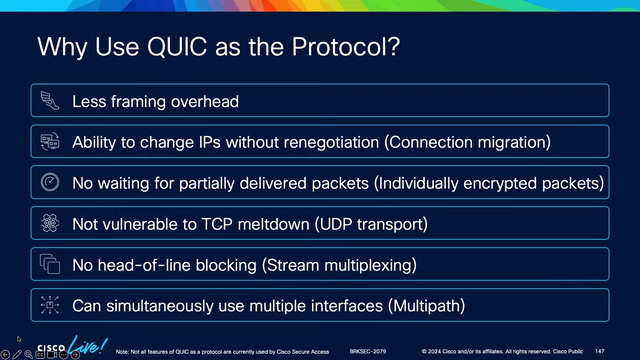 Why Use QUIC as the Protocol?
Less framing overhead
Ability to change IPs without renegotiation (Connection migration)
No waiting for partially delivered packets (Individually encrypted packets)
Not vulnerable to TCP meltdown (UDP transport)
No head-of-line blocking (Stream multiplexing)
Can simultaneously use multiple interfaces (Multipath)
CISCO Live!
Note: Not all features of QUIC as a protocol are currently used by Cisco Secure Access
BRKSEC-2079
© 2024 Cisco and/or its affiliates. All rights reserved. Cisco Public
147